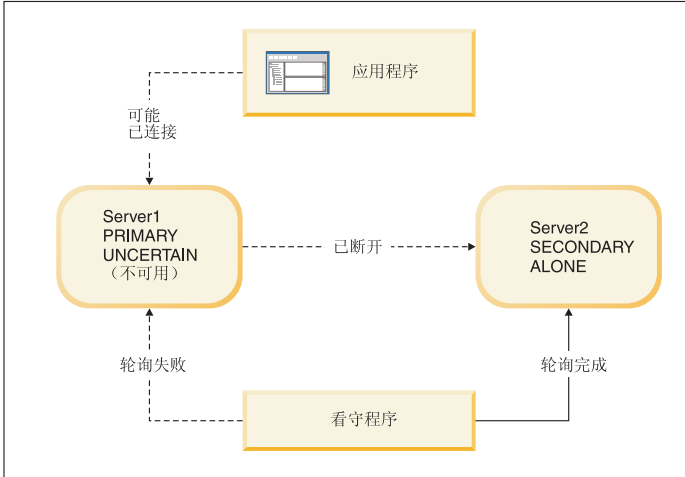 应用程序
可能
已连接
Server1
PRIMARY
UNCERTAIN
（不可用）
已断开
Server2
SECONDARY
ALONE
轮询失败
轮询完成
看守程序